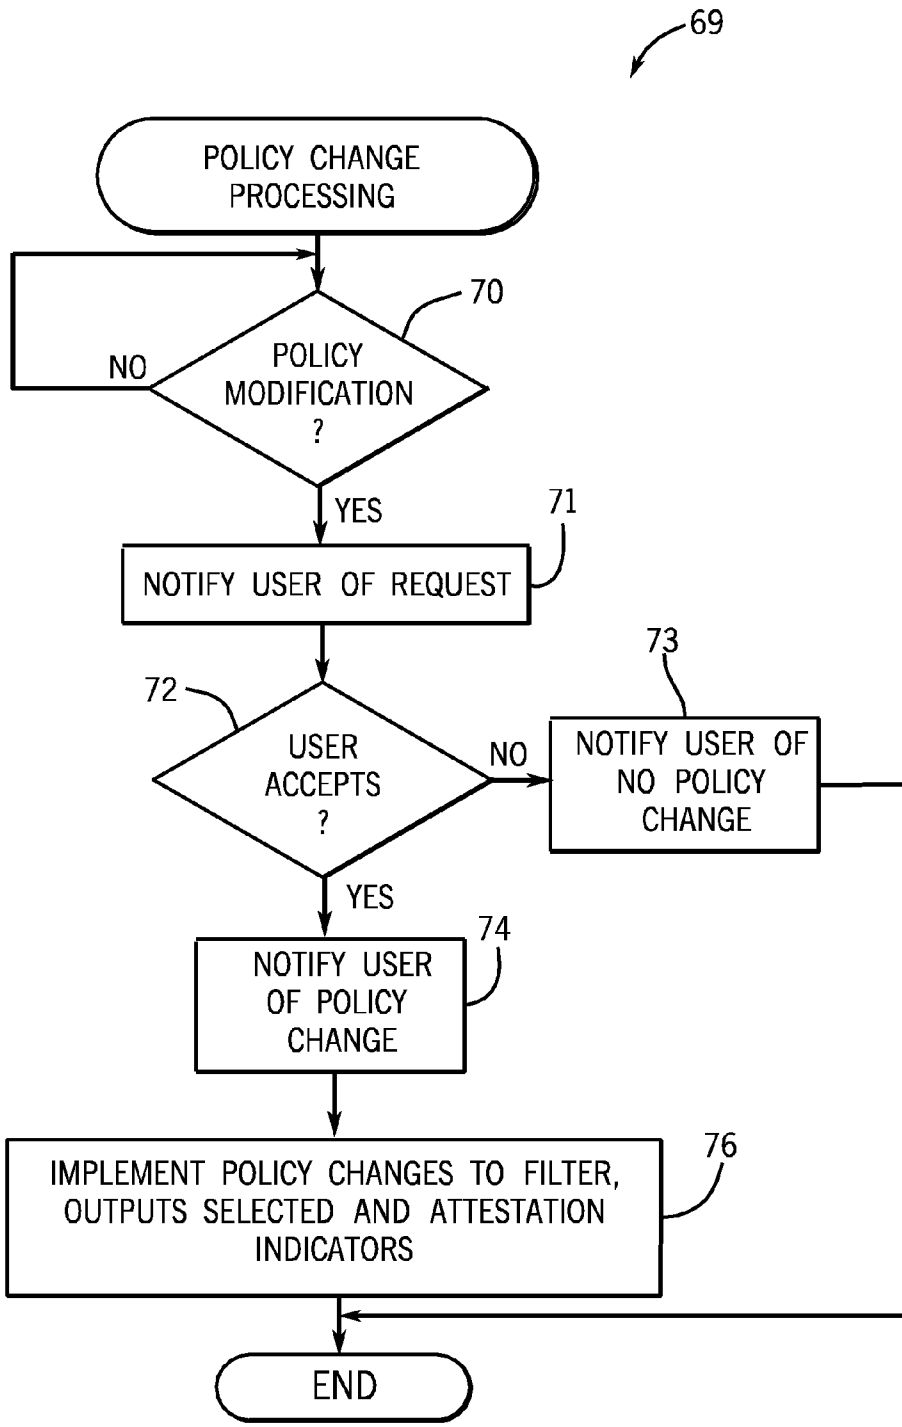 69
POLICY CHANGE
PROCESSING
70
POLICY
MODIFICATION
?
NO
YES
71
NOTIFY USER OF REQUEST
72
USER
ACCEPTS
?
NO
73
NOTIFY USER OF
NO POLICY
CHANGE
YES
74
NOTIFY USER
OF POLICY
CHANGE
76
IMPLEMENT POLICY CHANGES TO FILTER,
OUTPUTS SELECTED AND ATTESTATION
INDICATORS
END